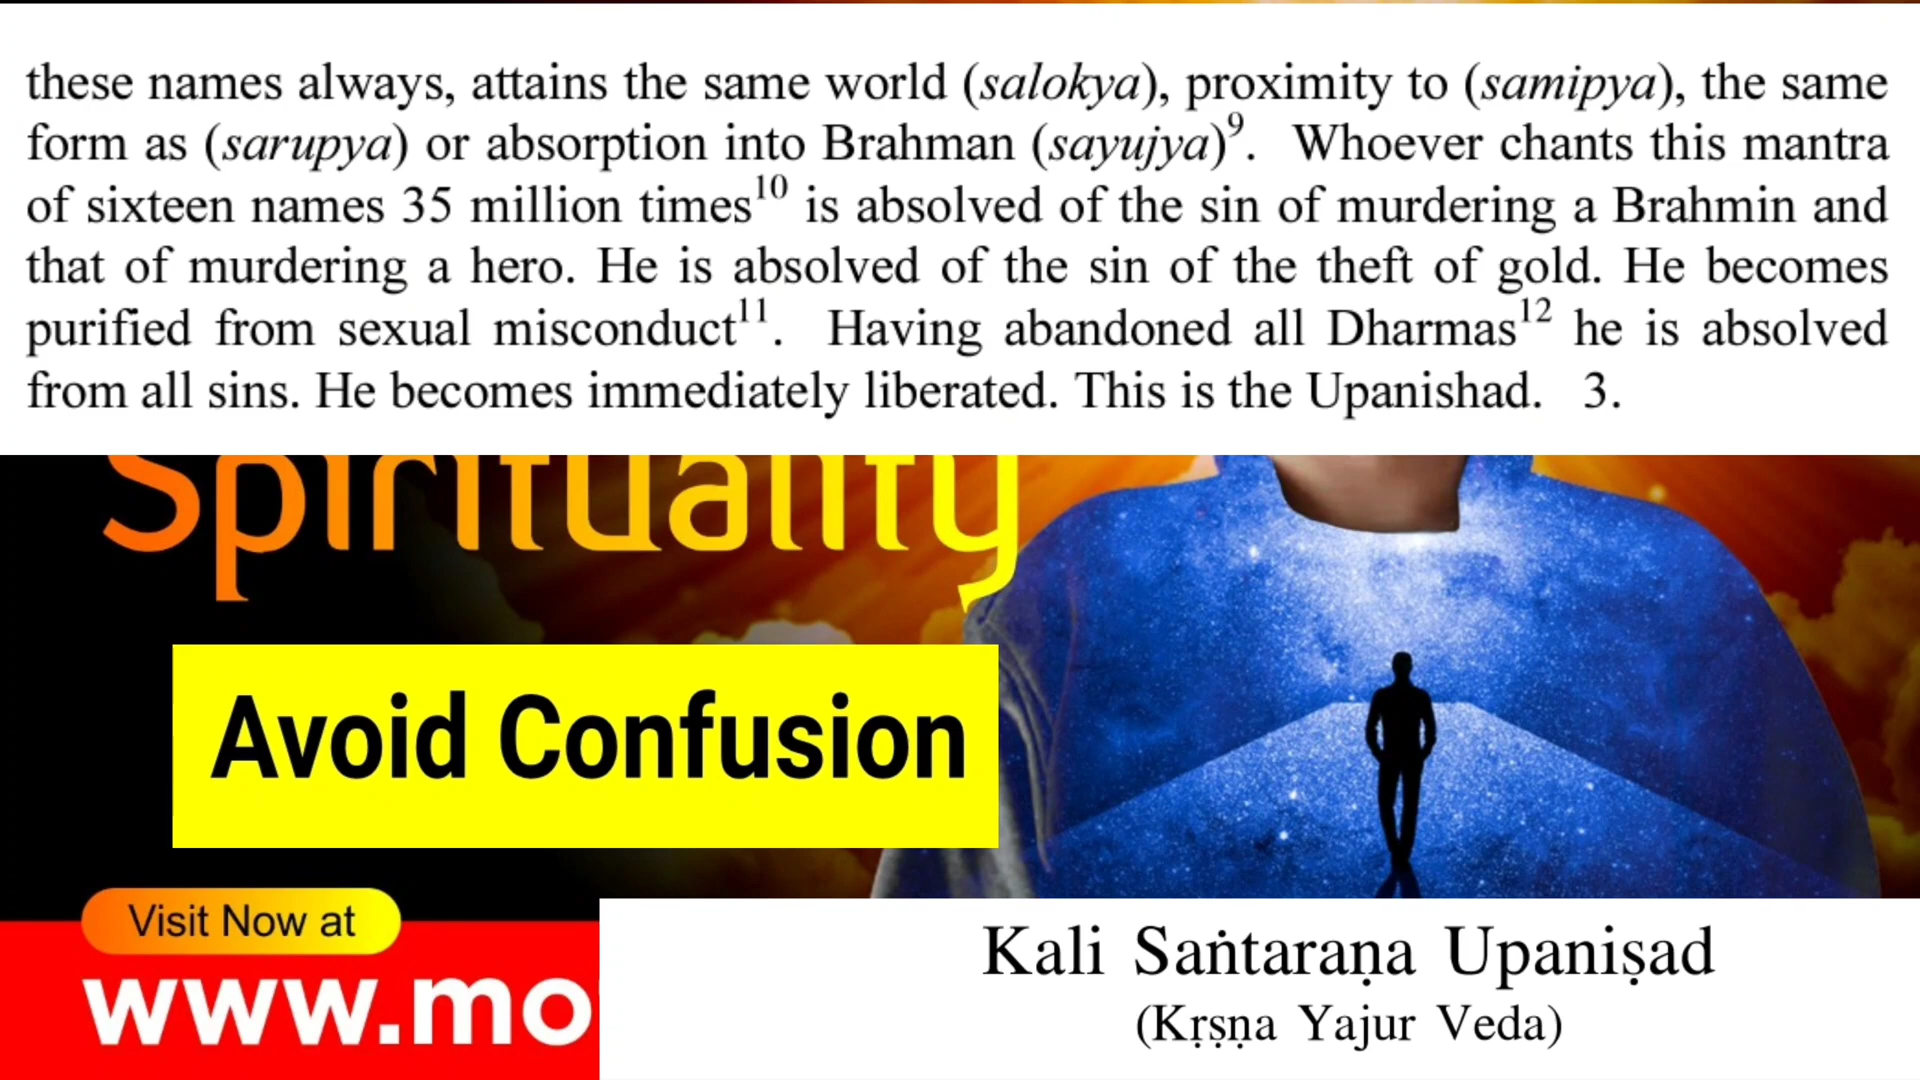 these names always, attains the same world (salokya), proximity to (samipya), the same
form as (sarupya) or absorption into Brahman (sayujya)⁹. Whoever chants this mantra
of sixteen names 35 million times¹⁰ is absolved of the sin of murdering a Brahmin and
that of murdering a hero. He is absolved of the sin of the theft of gold. He becomes
purified from sexual misconduct¹¹. Having abandoned all Dharmas¹² he is absolved
from all sins. He becomes immediately liberated. This is the Upanishad. 3.
Spirituality
Avoid Confusion
Visit Now at
www.mo
Kali Saṅtaraṇa Upaniṣad
(Kṛṣṇa Yajur Veda)